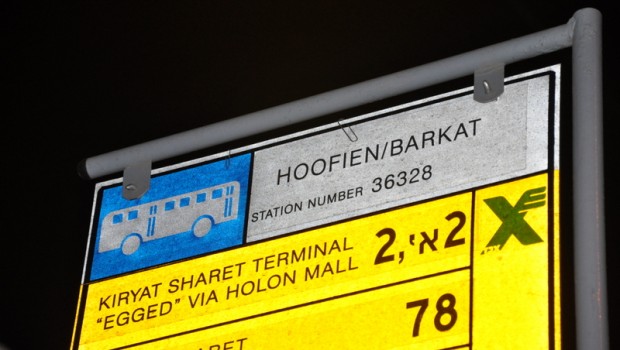 HOOFIEN/BARKAT
STATION NUMBER 36328
KIRYAT SHARET TERMINAL
"EGGED" VIA HOLON MALL
2א',2
78